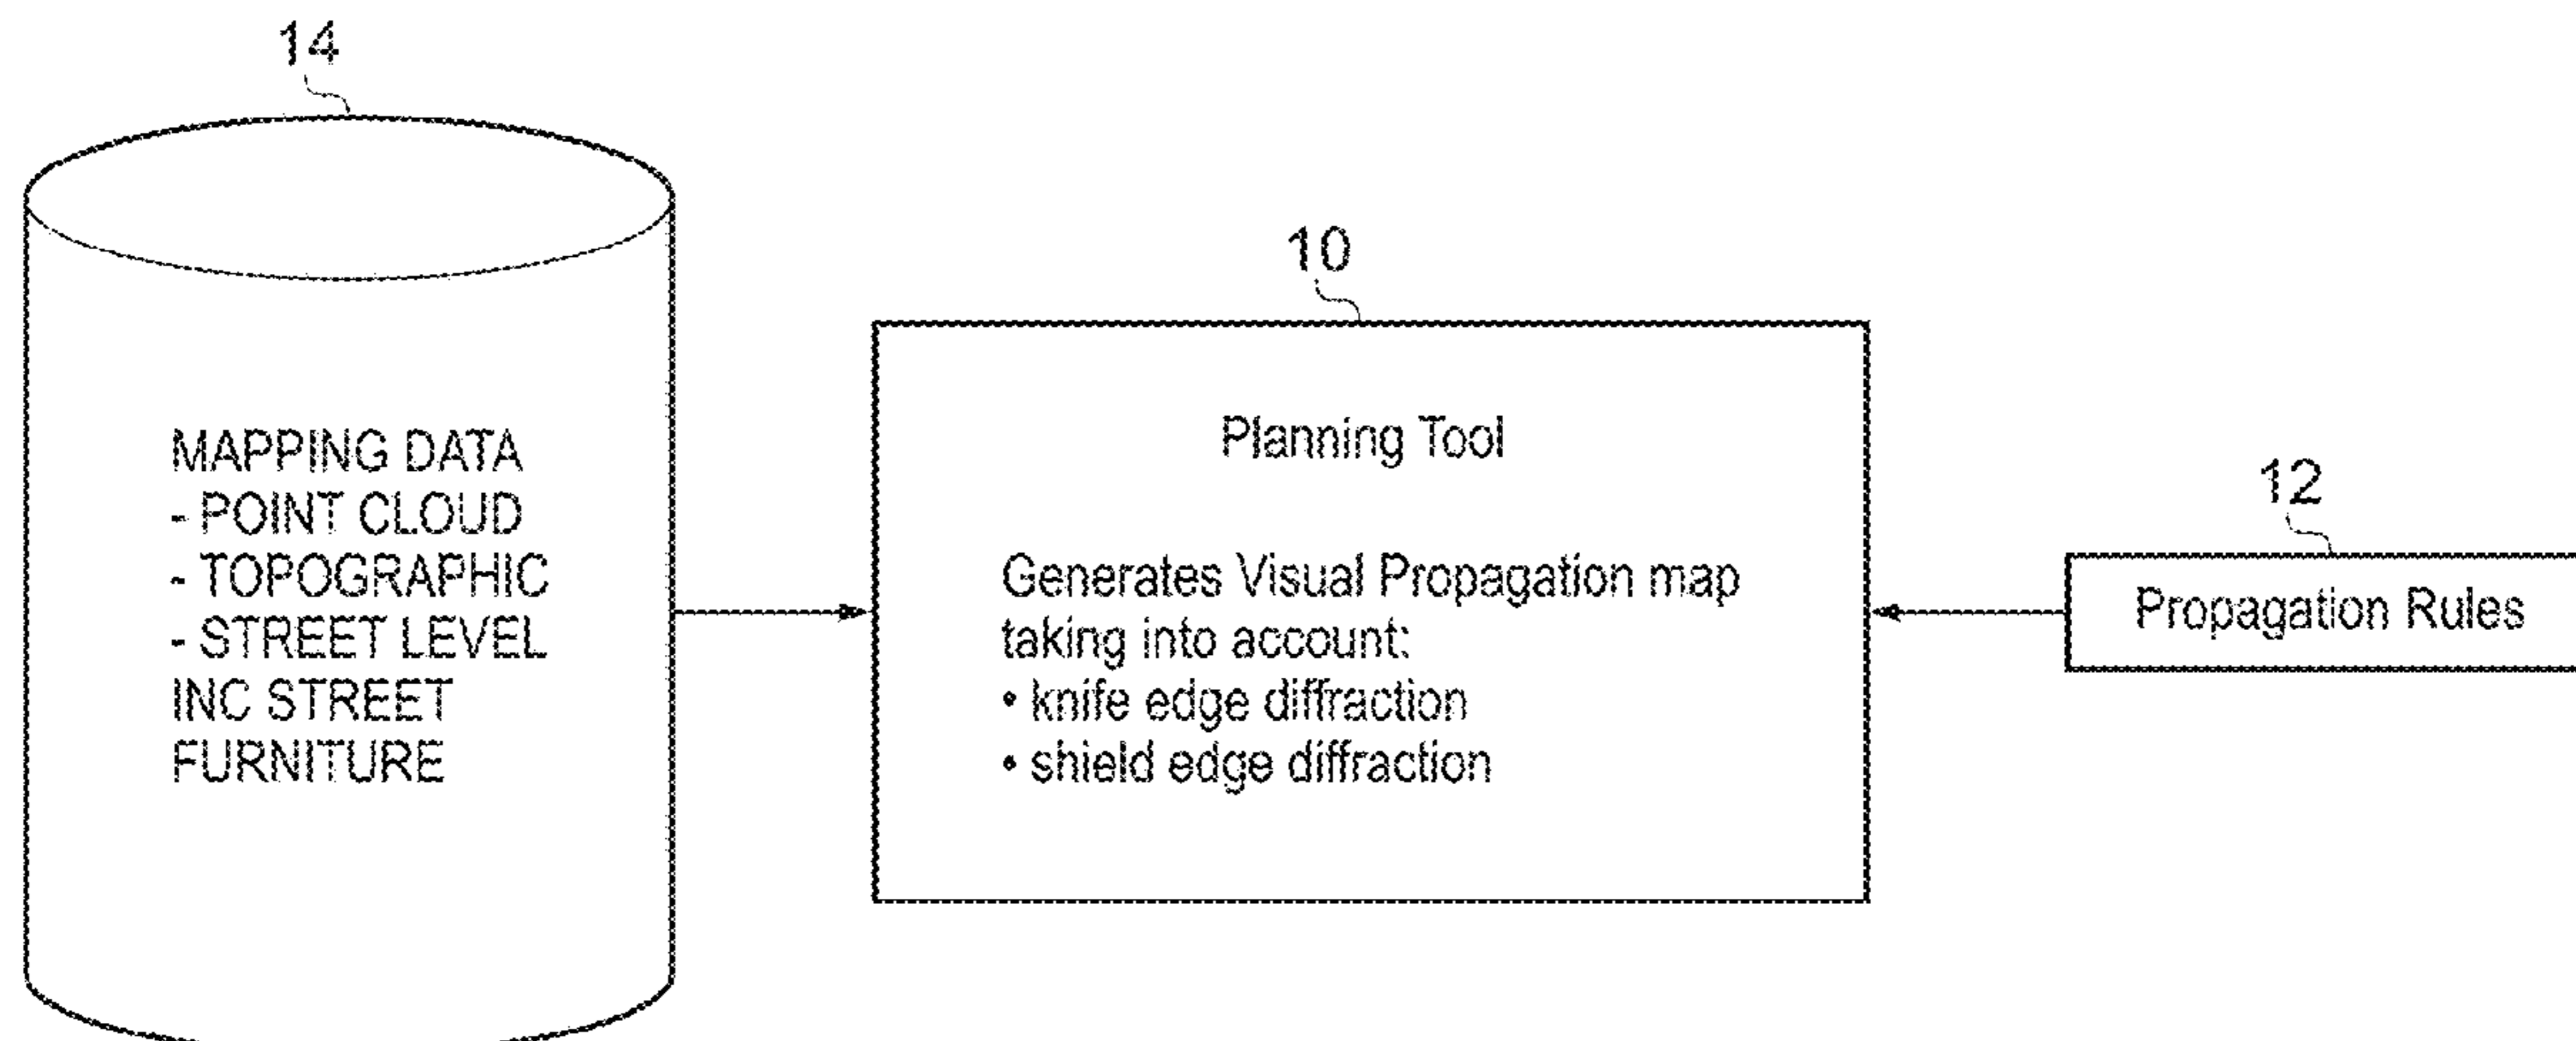 14
MAPPING DATA
- POINT CLOUD
- TOPOGRAPHIC
- STREET LEVEL
INC STREET
FURNITURE
10
Planning Tool
Generates Visual Propagation map
taking into account:
• knife edge diffraction
• shield edge diffraction
12
Propagation Rules